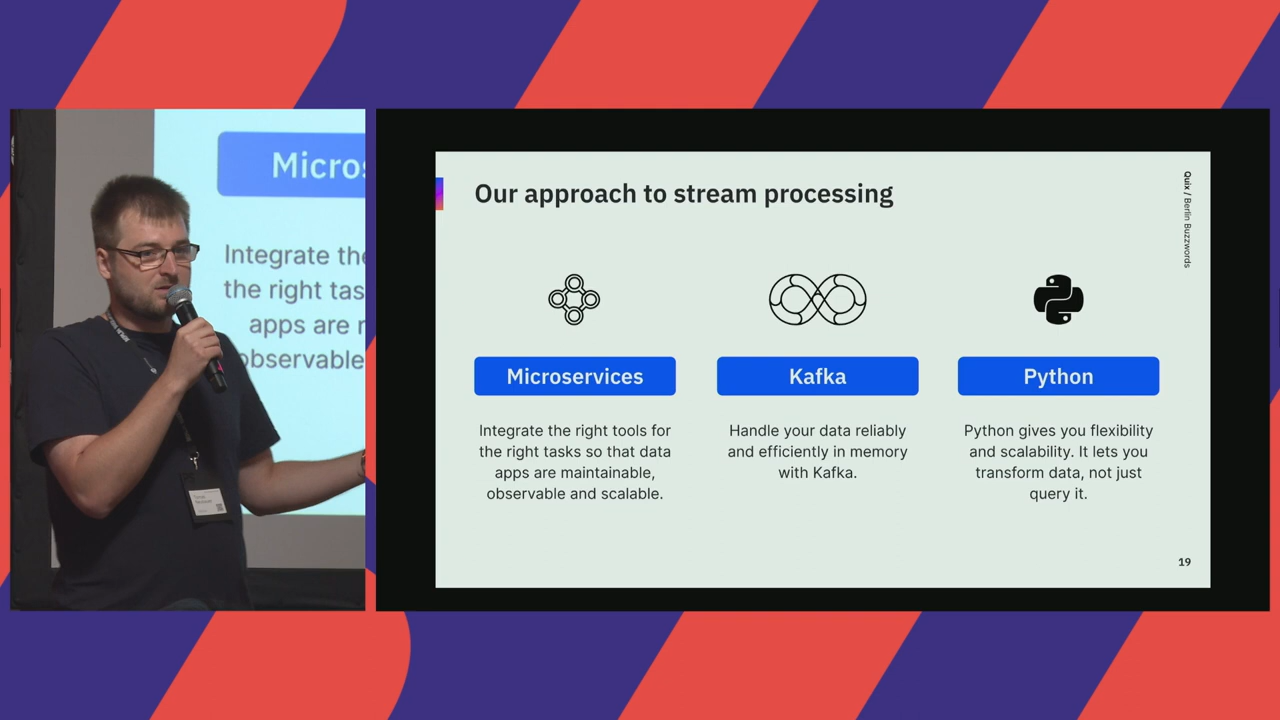 Micros
Integrate the
the right tas
apps are r
observable
Our approach to stream processing
Quix / Berlin Buzzwords
Microservices
Integrate the right tools for
the right tasks so that data
apps are maintainable,
observable and scalable.
Kafka
Handle your data reliably
and efficiently in memory
with Kafka.
Python
Python gives you flexibility
and scalability. It lets you
transform data, not just
query it.
19